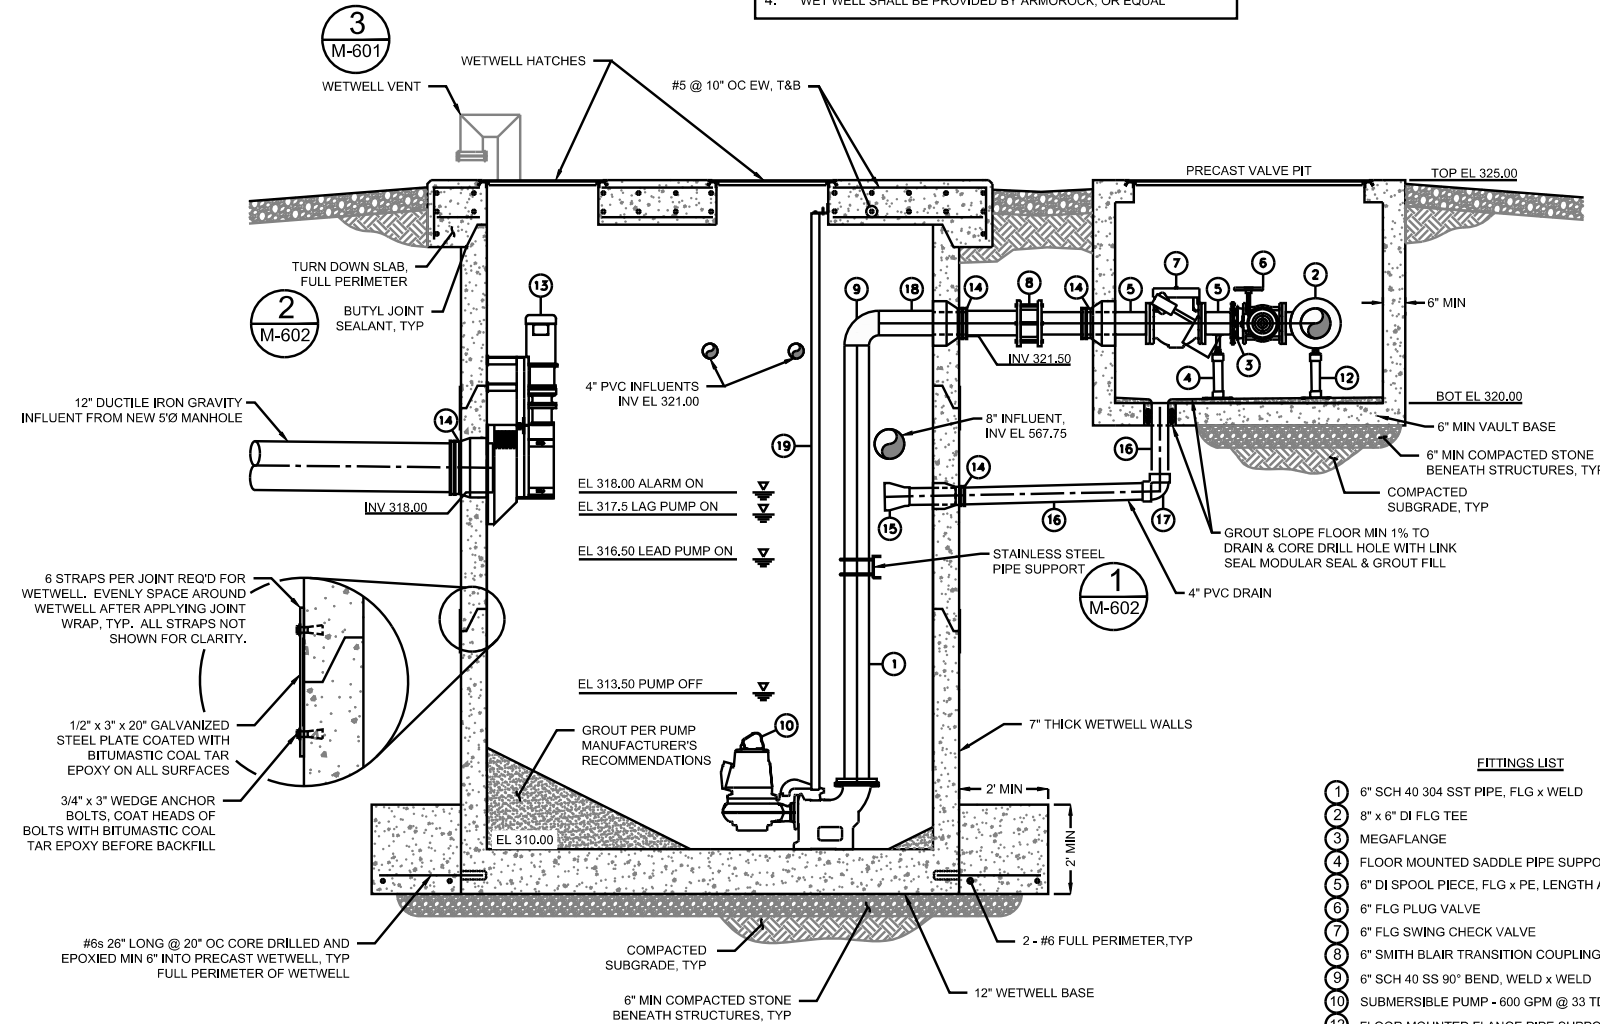 4. WET WELL SHALL BE PROVIDED BY ARMOROCK, OR EQUAL
3
M-601
WETWELL HATCHES
WETWELL VENT
#5 @ 10" OC EW, T&B
PRECAST VALVE PIT
TOP EL 325.00
TURN DOWN SLAB,
FULL PERIMETER
2
M-602
BUTYL JOINT
SEALANT, TYP
13
9
18
14
8
14
5
7
5
6
2
6" MIN
INV 321.50
4" PVC INFLUENTS
INV EL 321.00
4
3
12
BOT EL 320.00
12" DUCTILE IRON GRAVITY
INFLUENT FROM NEW 5'Ø MANHOLE
14
8" INFLUENT,
INV EL 567.75
6" MIN VAULT BASE
19
16
6" MIN COMPACTED STONE
BENEATH STRUCTURES, TYP
EL 318.00 ALARM ON
14
COMPACTED
SUBGRADE, TYP
INV 318.00
EL 317.5 LAG PUMP ON
15
16
17
GROUT SLOPE FLOOR MIN 1% TO
DRAIN & CORE DRILL HOLE WITH LINK
SEAL MODULAR SEAL & GROUT FILL
EL 316.50 LEAD PUMP ON
STAINLESS STEEL
PIPE SUPPORT
1
M-602
4" PVC DRAIN
6 STRAPS PER JOINT REQ'D FOR
WETWELL. EVENLY SPACE AROUND
WETWELL AFTER APPLYING JOINT
WRAP, TYP. ALL STRAPS NOT
SHOWN FOR CLARITY.
1
EL 313.50 PUMP OFF
1/2" x 3" x 20" GALVANIZED
STEEL PLATE COATED WITH
BITUMASTIC COAL TAR
EPOXY ON ALL SURFACES
GROUT PER PUMP
MANUFACTURER'S
RECOMMENDATIONS
10
7" THICK WETWELL WALLS
3/4" x 3" WEDGE ANCHOR
BOLTS, COAT HEADS OF
BOLTS WITH BITUMASTIC COAL
TAR EPOXY BEFORE BACKFILL
2' MIN
2' MIN
EL 310.00
#6s 26" LONG @ 20" OC CORE DRILLED AND
EPOXIED MIN 6" INTO PRECAST WETWELL, TYP
FULL PERIMETER OF WETWELL
COMPACTED
SUBGRADE, TYP
2 - #6 FULL PERIMETER,TYP
6" MIN COMPACTED STONE
BENEATH STRUCTURES, TYP
12" WETWELL BASE
FITTINGS LIST
1 6" SCH 40 304 SST PIPE, FLG x WELD
2 8" x 6" DI FLG TEE
3 MEGAFLANGE
4 FLOOR MOUNTED SADDLE PIPE SUPPO
5 6" DI SPOOL PIECE, FLG x PE, LENGTH A
6 6" FLG PLUG VALVE
7 6" FLG SWING CHECK VALVE
8 6" SMITH BLAIR TRANSITION COUPLING
9 6" SCH 40 SS 90° BEND, WELD x WELD
10 SUBMERSIBLE PUMP - 600 GPM @ 33 TD
12 FLOOR MOUNTED FLANGE PIPE SUPPO